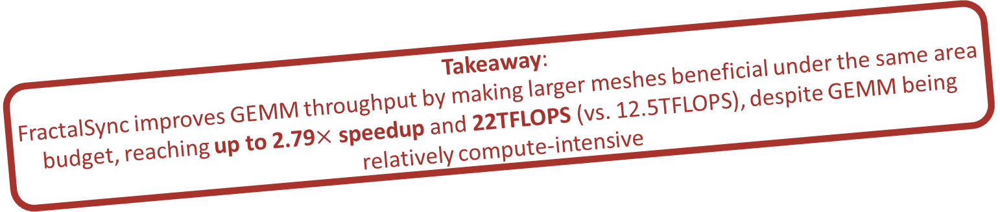 Takeaway:
FractalSync improves GEMM throughput by making larger meshes beneficial under the same area
budget, reaching up to 2.79× speedup and 22TFLOPS (vs. 12.5TFLOPS), despite GEMM being
relatively compute-intensive